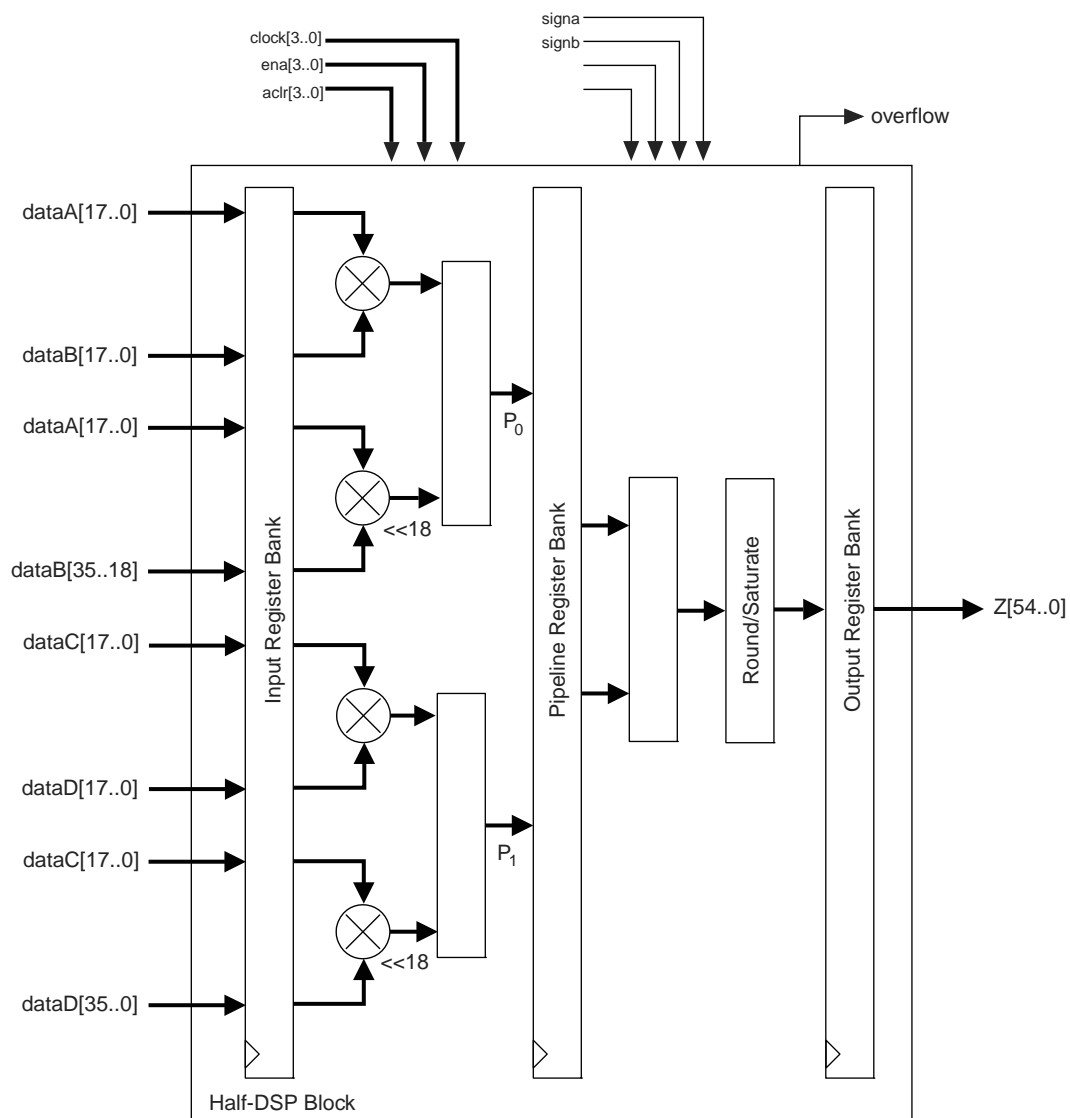 clock[3..0]
ena[3..0]
aclr[3..0]
signa
signb
overflow
dataA[17..0]
dataB[17..0]
dataA[17..0]
P0
<<18
dataB[35..18]
dataC[17..0]
Input Register Bank
Pipeline Register Bank
Round/Saturate
Output Register Bank
Z[54..0]
dataD[17..0]
dataC[17..0]
P1
<<18
dataD[35..0]
Half-DSP Block